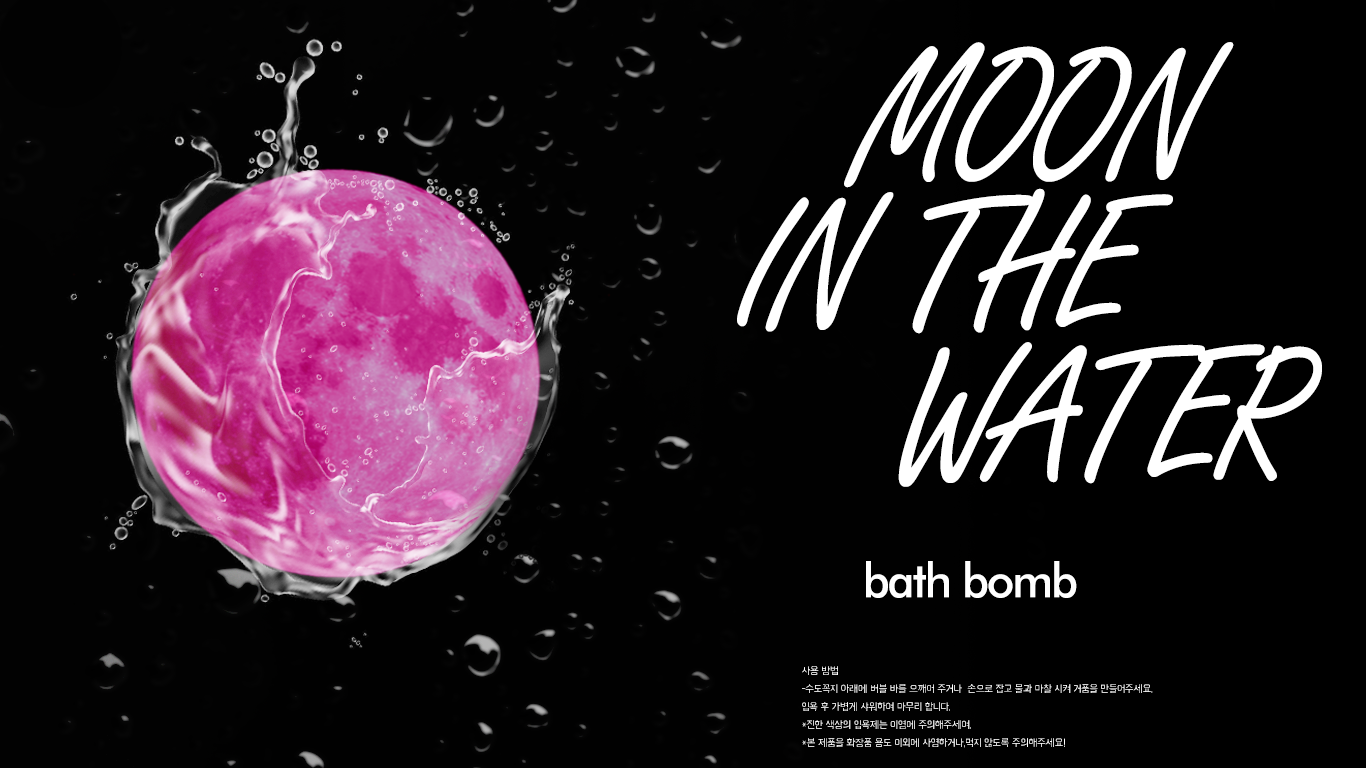 MOON
IN THE
WATER
bath bomb
사용 방법
-수도꼭지 아래에 버블 바를 으깨어 주거나 손으로 잡고 물과 마찰 시켜 거품을 만들어주세요.
입욕 후 가볍게 샤워하여 마무리 합니다.
*진한 색상의 입욕제는 이염에 주의해주세요.
*본 제품을 화장품 용도 이외에 사용하거나,먹지 않도록 주의해주세요!